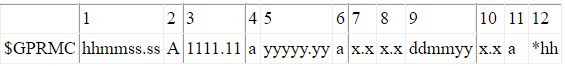 1 2 3 4 5 6 7 8 9 10 11 12
$GPRMC hhmmss.ss A 1111.11 a yyyyy.yy a x.x x.x ddmmyy x.x a *hh